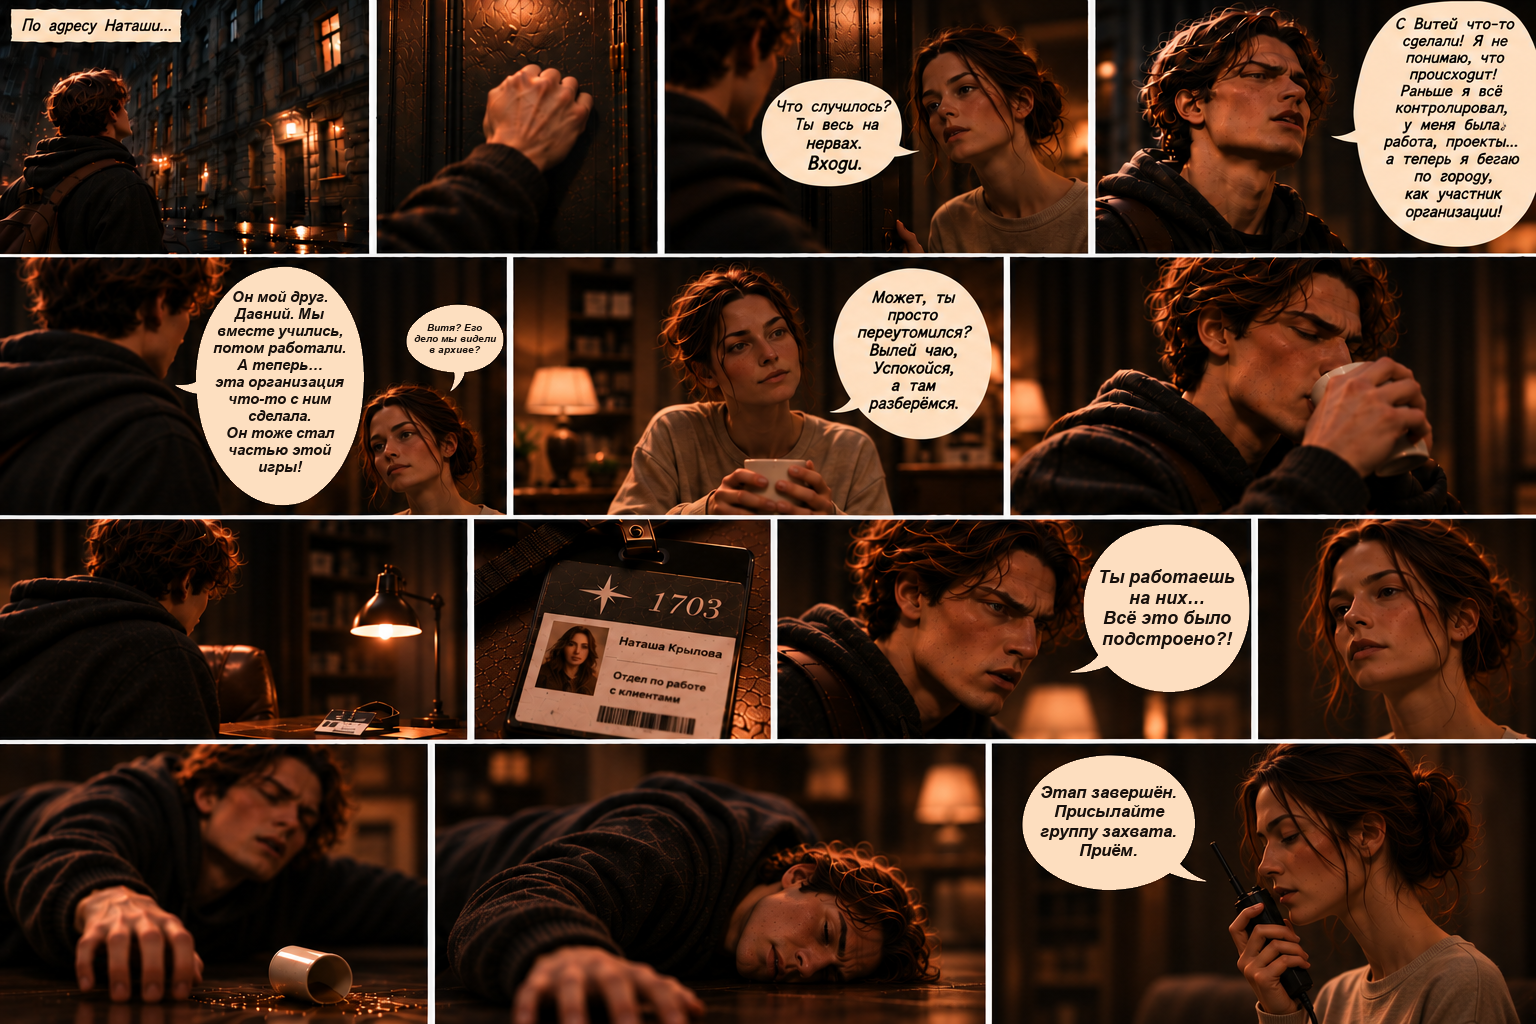 По адресу Наташи...
Что случилось?
Ты весь на
нервах.
Входи.
С Витей что-то
сделали! Я не
понимаю, что
происходит!
Раньше я всё
контролировал,
у меня была
работа, проекты...
а теперь я бегаю
по городу,
как участник
организации!
Он мой друг.
Давний. Мы
вместе учились,
потом работали.
А теперь...
эта организация
что-то с ним
сделала.
Он тоже стал
частью этой
игры!
Витя? Его
дело мы видели
в архиве?
Может, ты
просто
переутомился?
Вылей чаю,
Успокойся,
а там
разберёмся.
1703
Наташа Крылова
Отдел по работе
с клиентами
Ты работаешь
на них...
Всё это было
подстроено?!
Этап завершён.
Присылайте
группу захвата.
Приём.